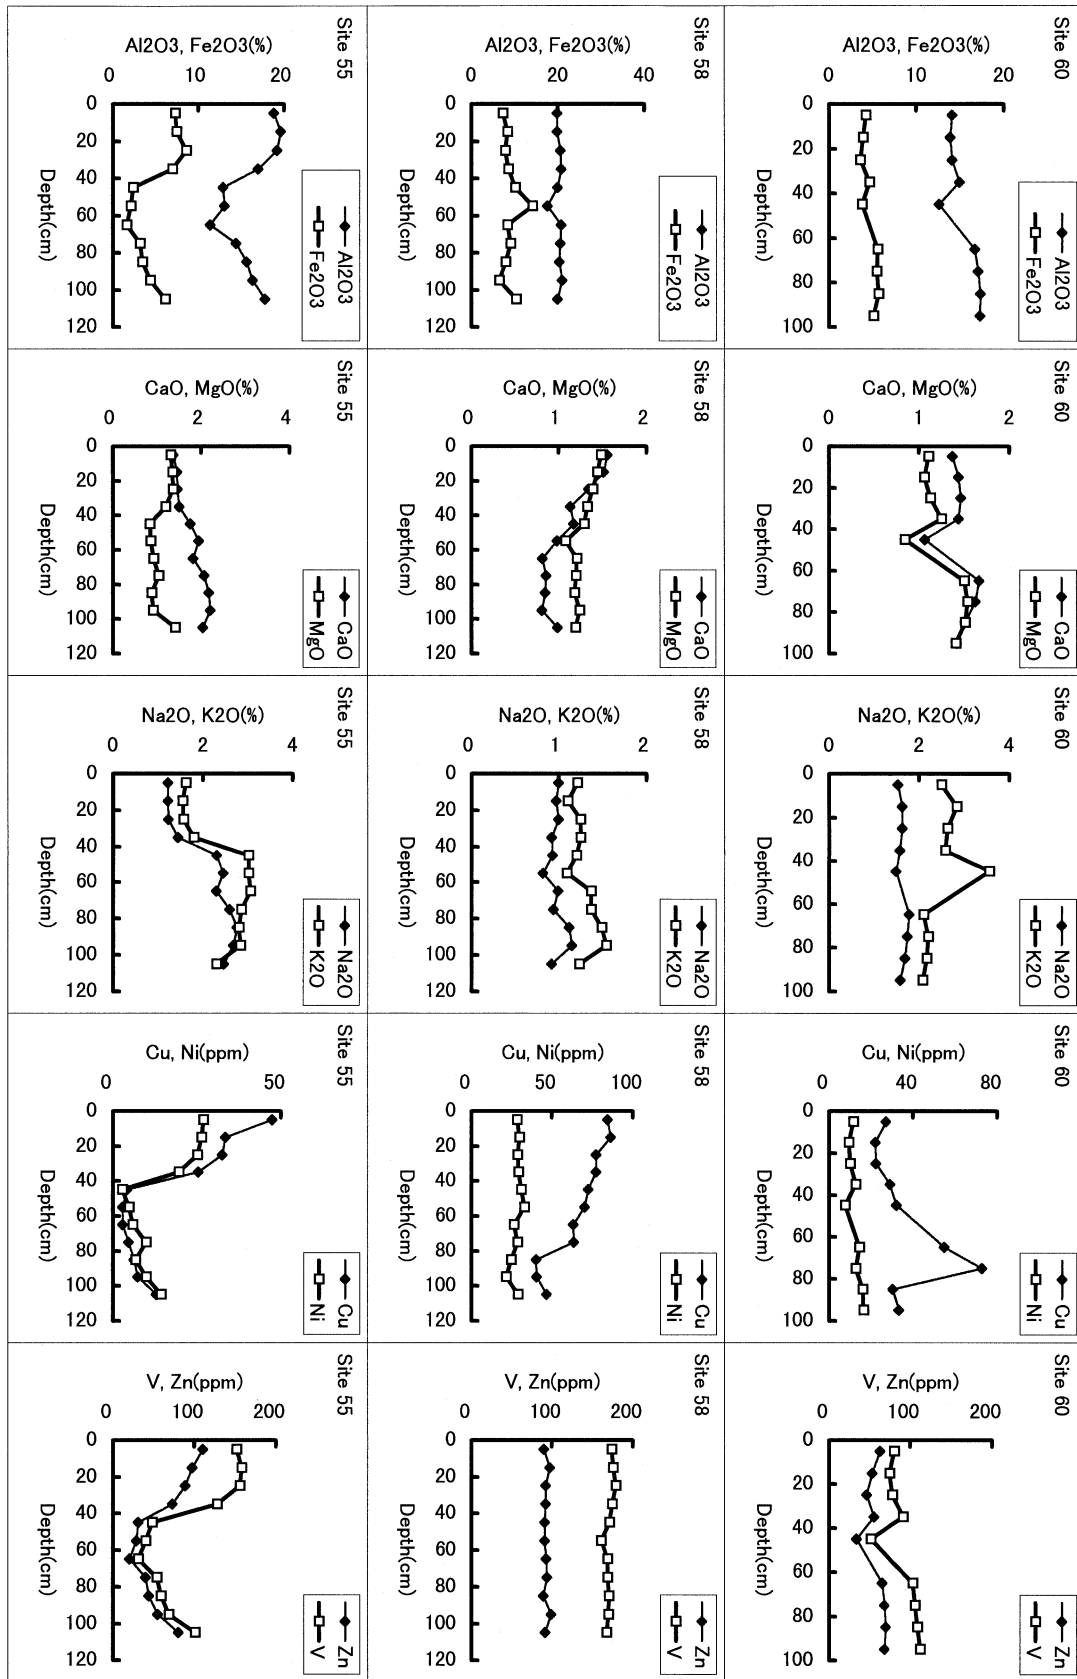 Site 55
Al2O3, Fe2O3(%)
0 10 20
0
20
40
60
80
100
120
Depth(cm)
Al2O3
Fe2O3
Site 58
Al2O3, Fe2O3(%)
0 20 40
0
20
40
60
80
100
120
Depth(cm)
Al2O3
Fe2O3
Site 60
Al2O3, Fe2O3(%)
0 10 20
0
20
40
60
80
100
Depth(cm)
Al2O3
Fe2O3
Site 55
CaO, MgO(%)
0 2 4
0
20
40
60
80
100
120
Depth(cm)
CaO
MgO
Site 58
CaO, MgO(%)
0 1 2
0
20
40
60
80
100
120
Depth(cm)
CaO
MgO
Site 60
CaO, MgO(%)
0 1 2
0
20
40
60
80
100
Depth(cm)
CaO
MgO
Site 55
Na2O, K2O(%)
0 2 4
0
20
40
60
80
100
120
Depth(cm)
Na2O
K2O
Site 58
Na2O, K2O(%)
0 1 2
0
20
40
60
80
100
120
Depth(cm)
Na2O
K2O
Site 60
Na2O, K2O(%)
0 2 4
0
20
40
60
80
100
Depth(cm)
Na2O
K2O
Site 55
Cu, Ni(ppm)
0 50
0
20
40
60
80
100
120
Depth(cm)
Cu
Ni
Site 58
Cu, Ni(ppm)
0 50 100
0
20
40
60
80
100
120
Depth(cm)
Cu
Ni
Site 60
Cu, Ni(ppm)
0 40 80
0
20
40
60
80
100
Depth(cm)
Cu
Ni
Site 55
V, Zn(ppm)
0 100 200
0
20
40
60
80
100
120
Depth(cm)
Zn
V
Site 58
V, Zn(ppm)
0 100 200
0
20
40
60
80
100
120
Depth(cm)
Zn
V
Site 60
V, Zn(ppm)
0 100 200
0
20
40
60
80
100
Depth(cm)
Zn
V